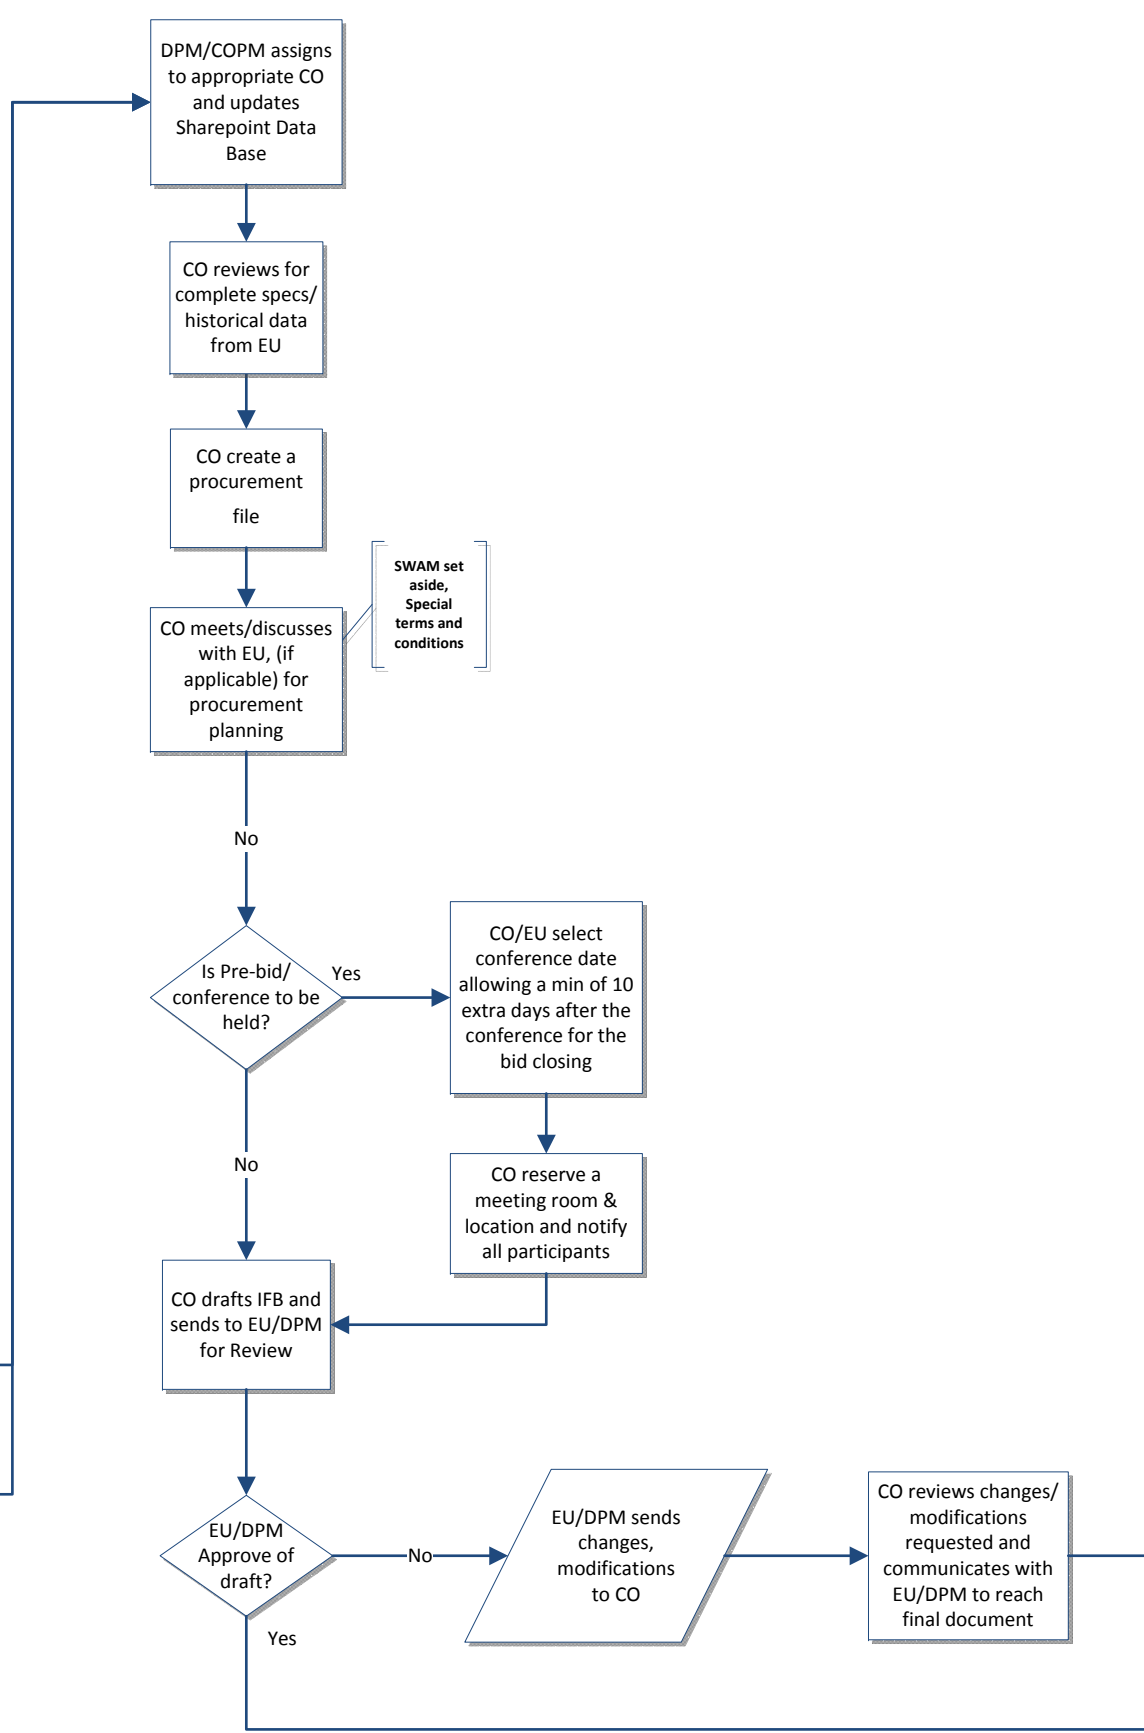 DPM/COPM assigns
to appropriate CO
and updates
Sharepoint Data
Base
CO reviews for
complete specs/
historical data
from EU
CO create a
procurement
file
SWAM set
aside,
Special
terms and
conditions
CO meets/discusses
with EU, (if
applicable) for
procurement
planning
No
Is Pre-bid/
conference to be
held?
Yes
CO/EU select
conference date
allowing a min of 10
extra days after the
conference for the
bid closing
No
CO reserve a
meeting room &
location and notify
all participants
CO drafts IFB and
sends to EU/DPM
for Review
EU/DPM
Approve of
draft?
No
EU/DPM sends
changes,
modifications
to CO
CO reviews changes/
modifications
requested and
communicates with
EU/DPM to reach
final document
Yes